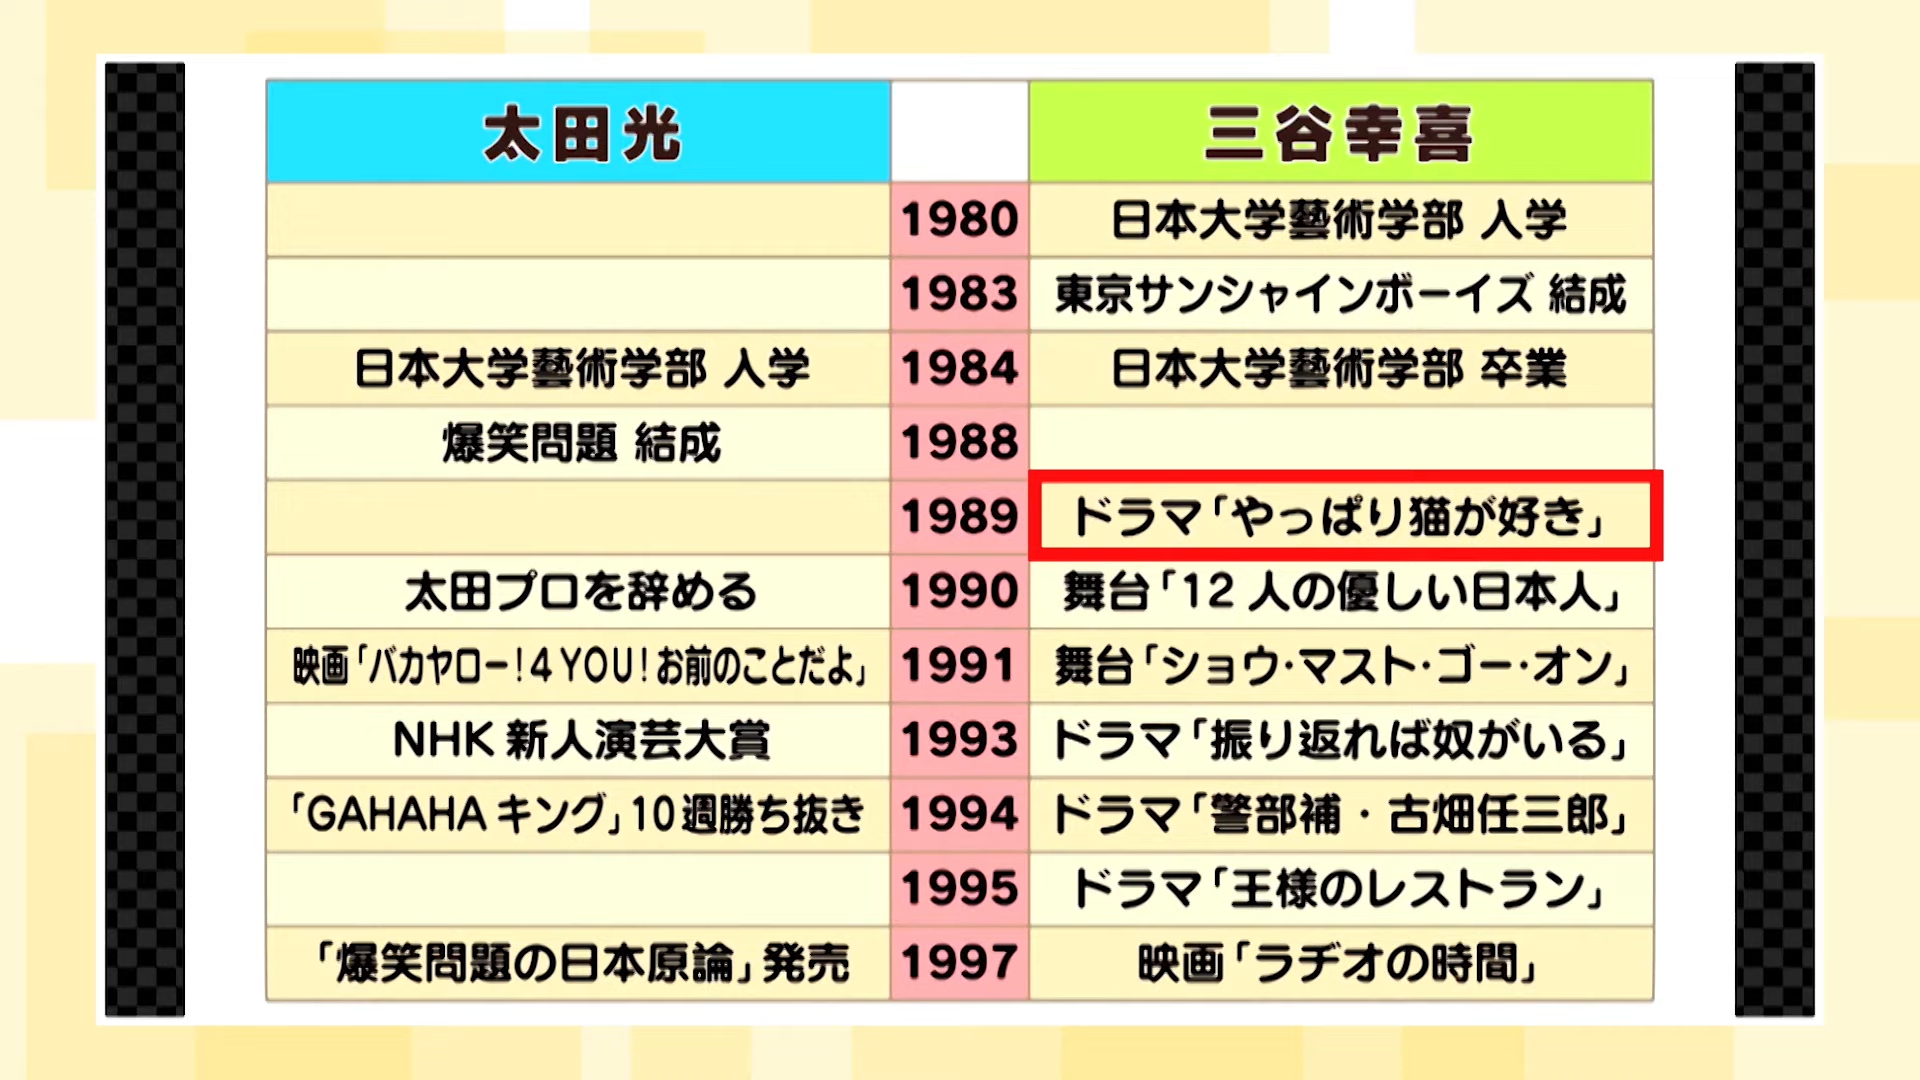 太田光 三谷幸喜
1980 日本大学藝術学部 入学
1983 東京サンシャインボーイズ 結成
日本大学藝術学部 入学 1984 日本大学藝術学部 卒業
爆笑問題 結成 1988
1989 ドラマ「やっぱり猫が好き」
太田プロを辞める 1990 舞台「12人の優しい日本人」
映画「バカヤロー!4 YOU!お前のことだよ」 1991 舞台「ショウ・マスト・ゴー・オン」
NHK新人演芸大賞 1993 ドラマ「振り返れば奴がいる」
「GAHAHAキング」10週勝ち抜き 1994 ドラマ「警部補・古畑任三郎」
1995 ドラマ「王様のレストラン」
「爆笑問題の日本原論」発売 1997 映画「ラヂオの時間」